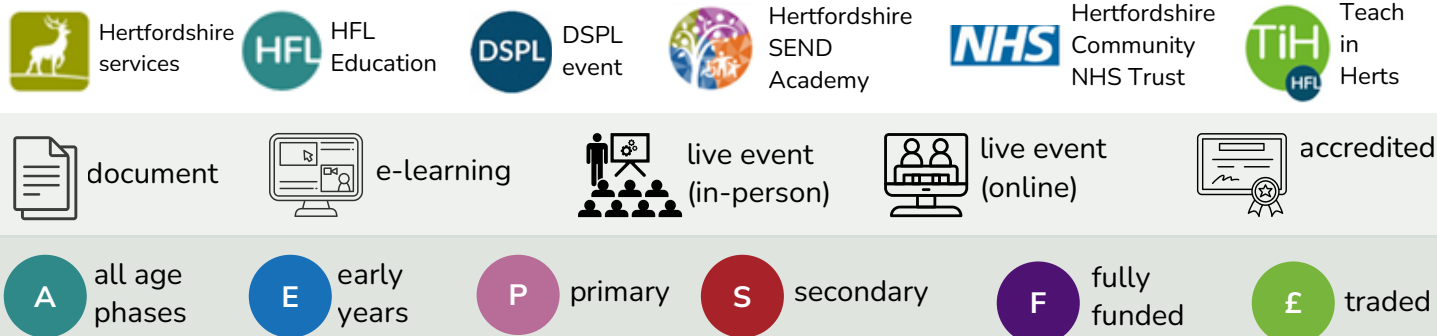 Hertfordshire
services
HFL
HFL
Education
DSPL
DSPL
event
Hertfordshire
SEND
Academy
NHS
Hertfordshire
Community
NHS Trust
TiH
HFL
Teach
in
Herts
document
e-learning
live event
(in-person)
live event
(online)
accredited
A
all age
phases
E
early
years
P
primary
S
secondary
F
fully
funded
£
traded